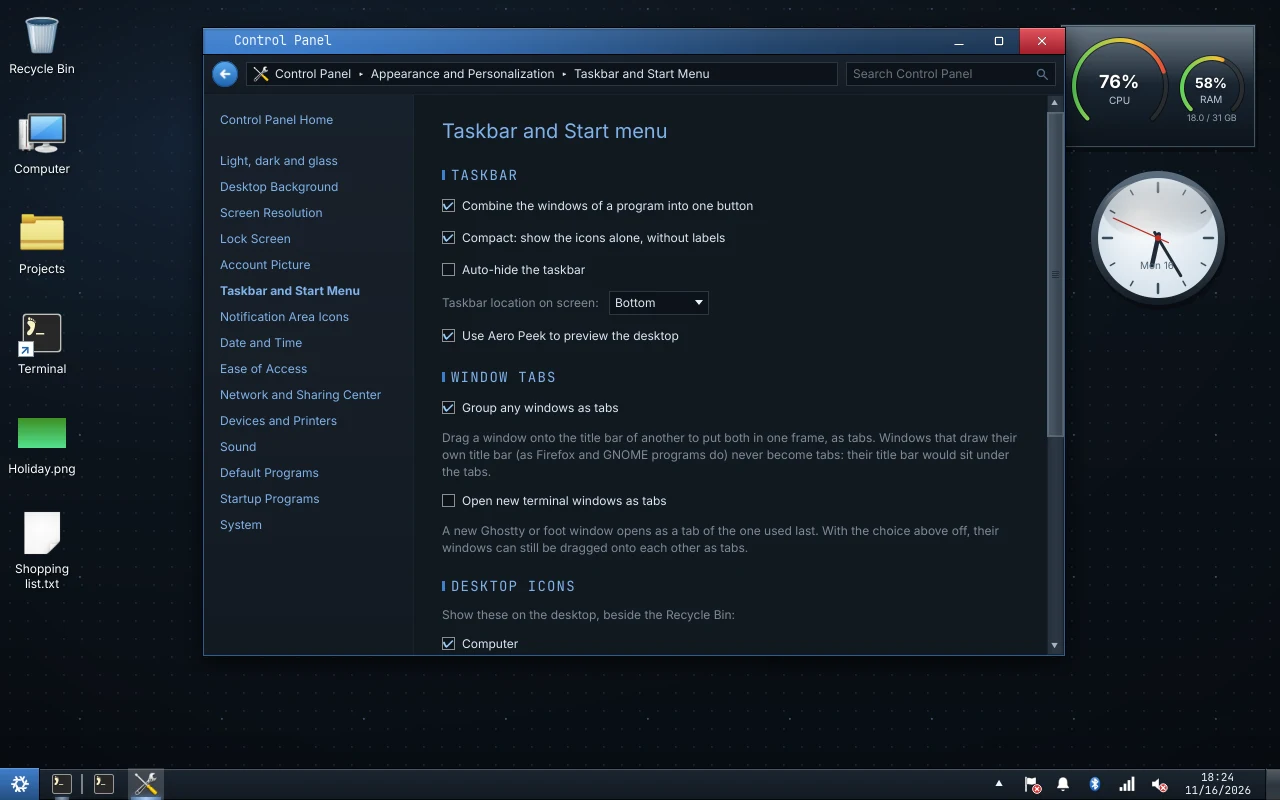 Recycle Bin
Computer
Projects
Terminal
Holiday.png
Shopping
list.txt
Control Panel
Control Panel ▸ Appearance and Personalization ▸ Taskbar and Start Menu
Search Control Panel
Control Panel Home
Light, dark and glass
Desktop Background
Screen Resolution
Lock Screen
Account Picture
Taskbar and Start Menu
Notification Area Icons
Date and Time
Ease of Access
Network and Sharing Center
Devices and Printers
Sound
Default Programs
Startup Programs
System
Taskbar and Start menu
TASKBAR
Combine the windows of a program into one button
Compact: show the icons alone, without labels
Auto-hide the taskbar
Taskbar location on screen: Bottom
Use Aero Peek to preview the desktop
WINDOW TABS
Group any windows as tabs
Drag a window onto the title bar of another to put both in one frame, as tabs. Windows that draw their
own title bar (as Firefox and GNOME programs do) never become tabs: their title bar would sit under
the tabs.
Open new terminal windows as tabs
A new Ghostty or foot window opens as a tab of the one used last. With the choice above off, their
windows can still be dragged onto each other as tabs.
DESKTOP ICONS
Show these on the desktop, beside the Recycle Bin:
Computer
76%
CPU
58%
RAM
18.0 / 31 GB
Mon 16
18:24
11/16/2026